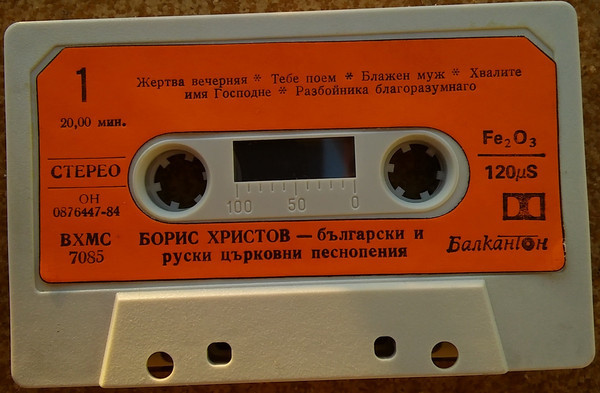 1
Жертва вечерняя * Тебе поем * Блажен муж * Хвалите
имя Господне * Разбойника благоразумнаго
20,00 мин.
СТЕРЕО
ОН
0876447-84
ВХМС
7085
Fe₂O₃
120µS
100 50 0
БОРИС ХРИСТОВ — български и
руски църковни песнопения
Балкантон